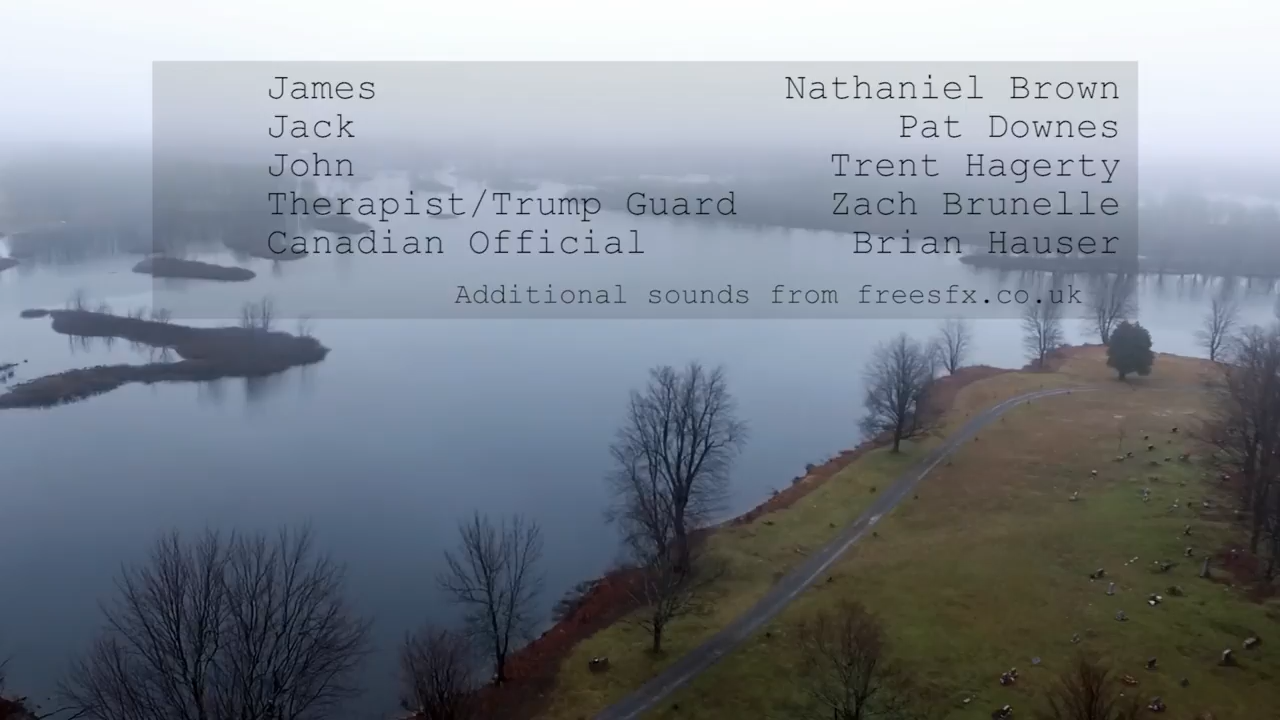 James Nathaniel Brown
Jack Pat Downes
John Trent Hagerty
Therapist/Trump Guard Zach Brunelle
Canadian Official Brian Hauser
Additional sounds from freesfx.co.uk